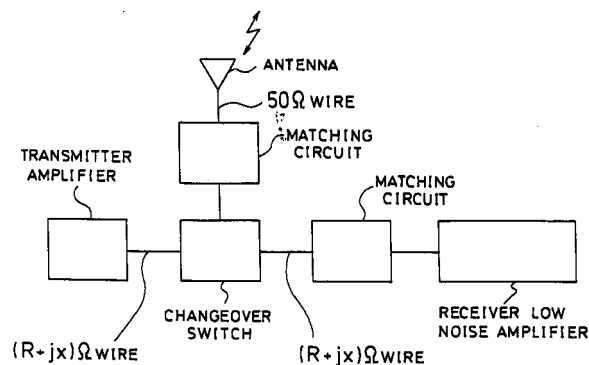 ANTENNA
50Ω WIRE
MATCHING
CIRCUIT
TRANSMITTER
AMPLIFIER
MATCHING
CIRCUIT
CHANGEOVER
SWITCH
RECEIVER LOW
NOISE AMPLIFIER
(R+jx)Ω WIRE
(R+jx)Ω WIRE